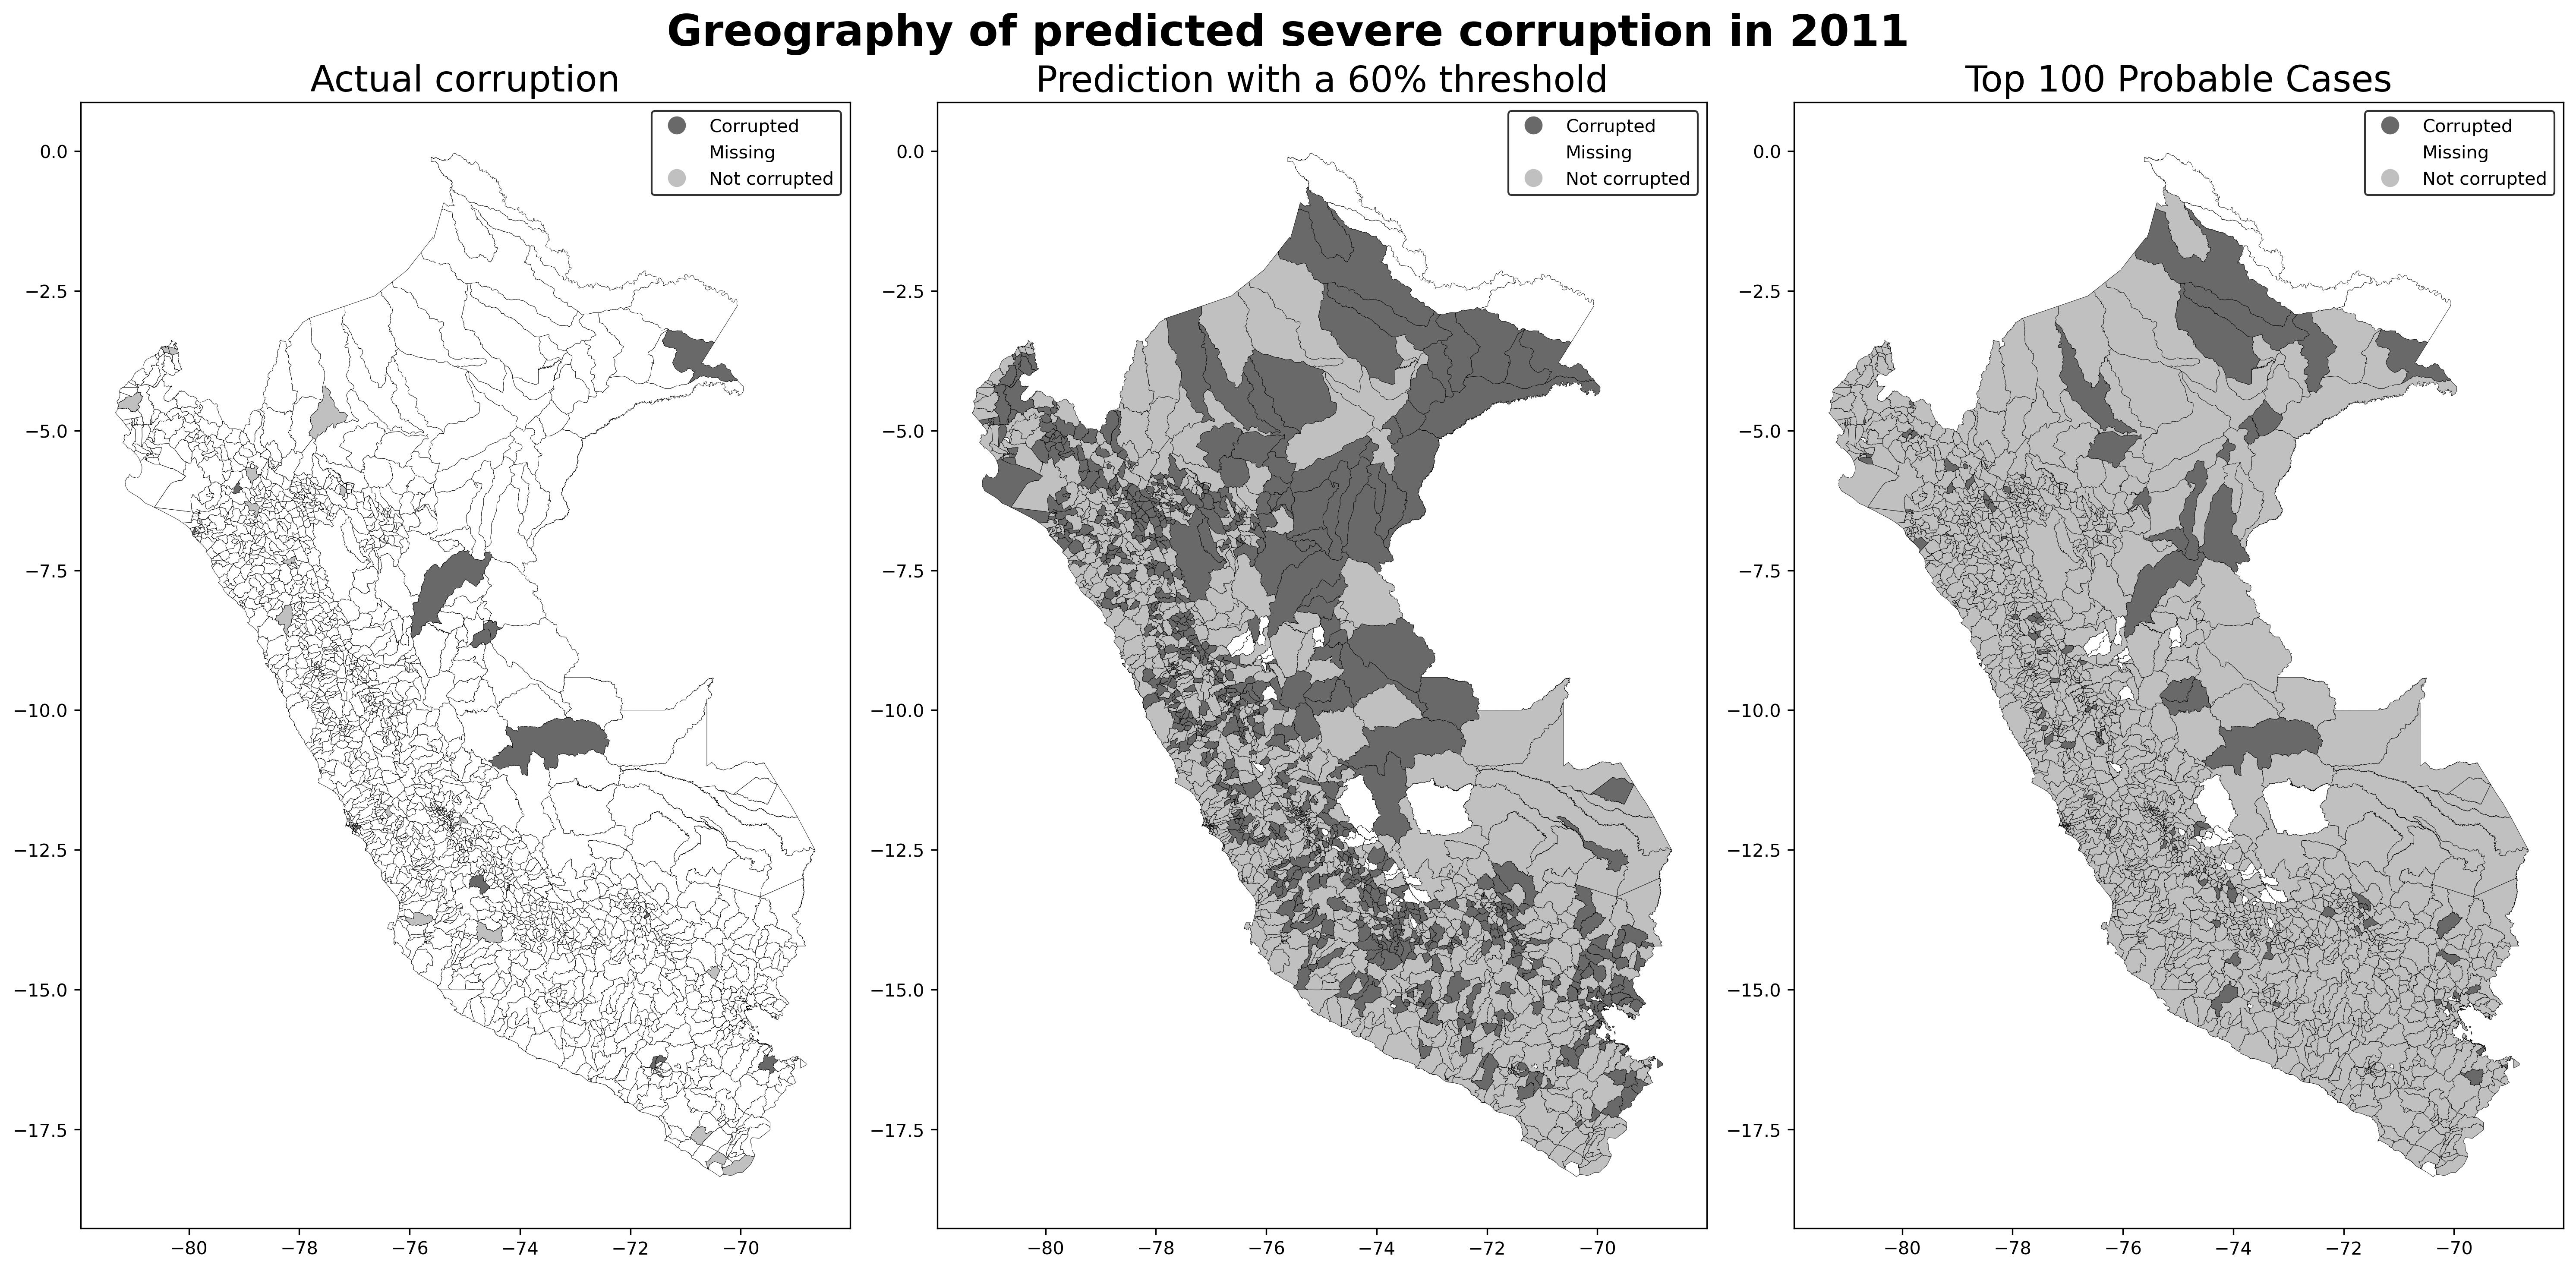 Greography of predicted severe corruption in 2011
Actual corruption
Corrupted
Missing
Not corrupted
0.0
−2.5
−5.0
−7.5
−10.0
−12.5
−15.0
−17.5
−80 −78 −76 −74 −72 −70
Prediction with a 60% threshold
Corrupted
Missing
Not corrupted
0.0
−2.5
−5.0
−7.5
−10.0
−12.5
−15.0
−17.5
−80 −78 −76 −74 −72 −70
Top 100 Probable Cases
Corrupted
Missing
Not corrupted
0.0
−2.5
−5.0
−7.5
−10.0
−12.5
−15.0
−17.5
−80 −78 −76 −74 −72 −70